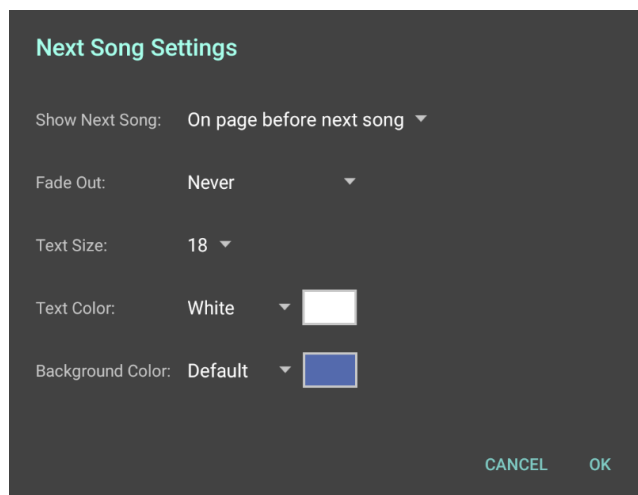 Next Song Settings
Show Next Song: On page before next song
Fade Out: Never
Text Size: 18
Text Color: White
Background Color: Default
CANCEL OK